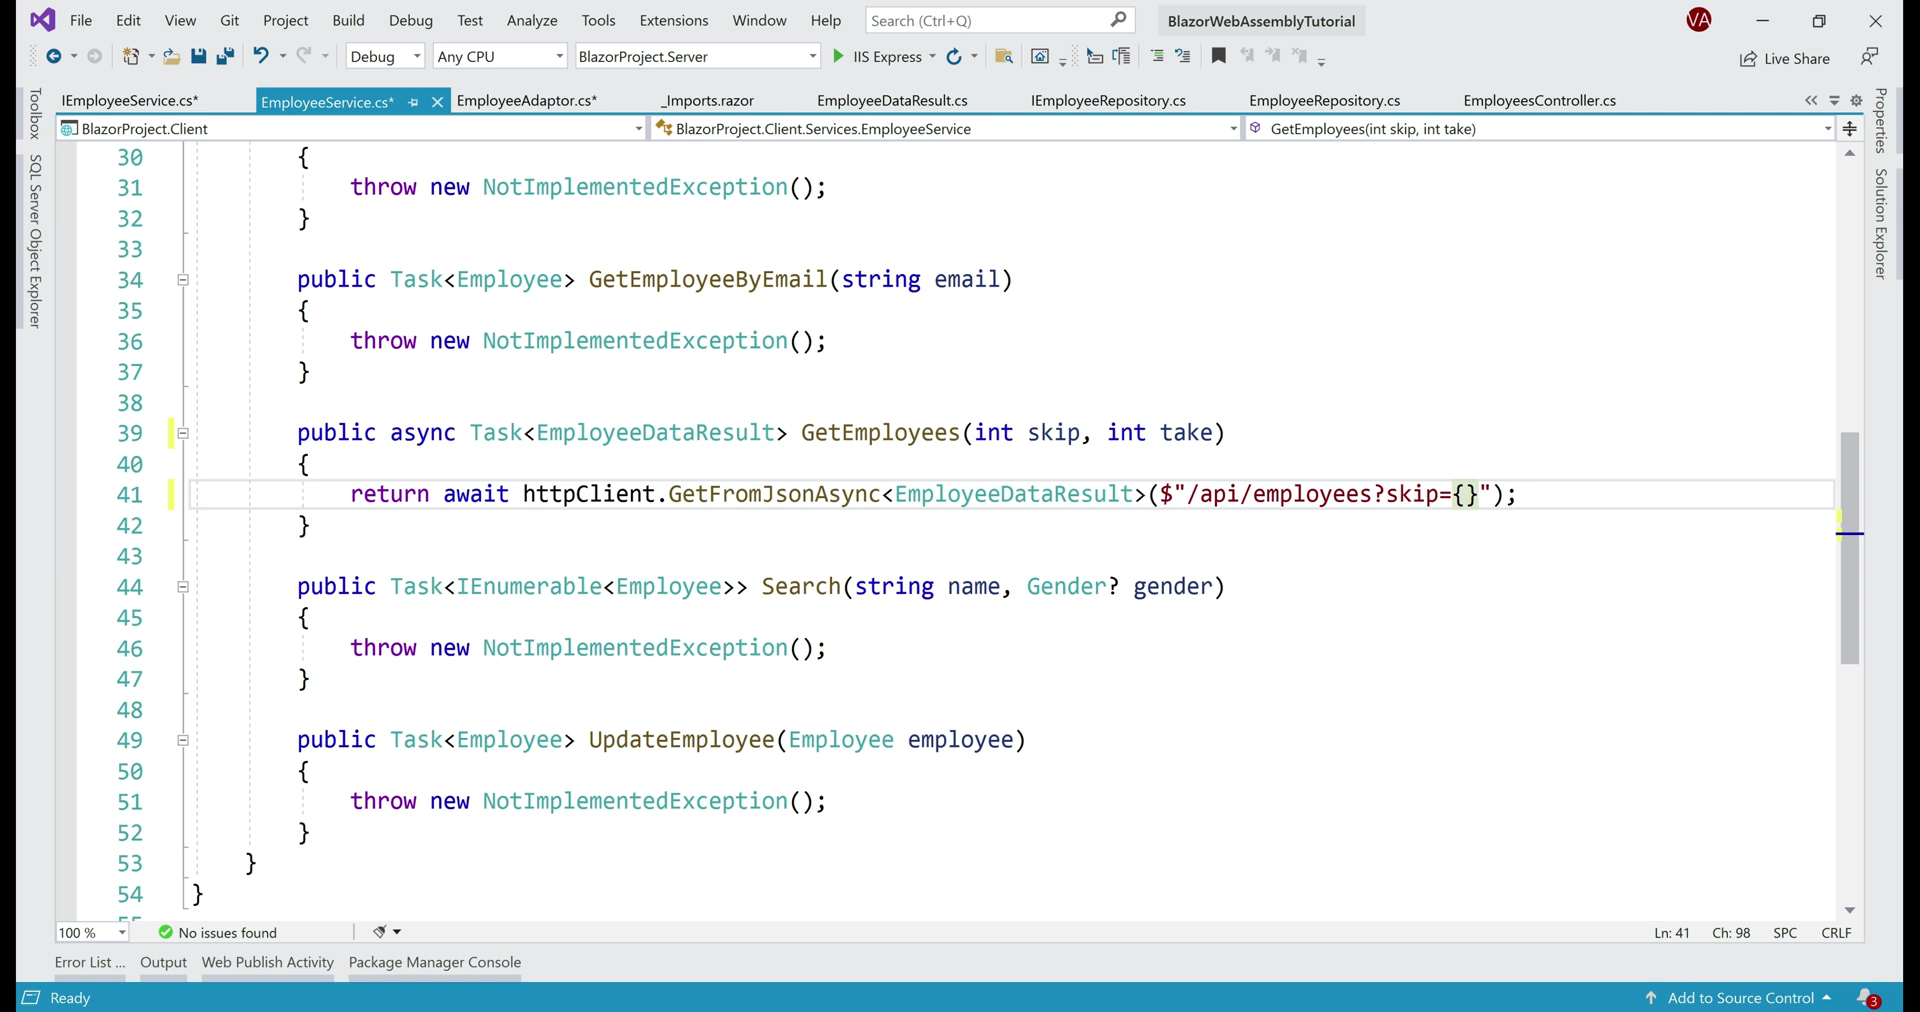 File Edit View Git Project Build Debug Test Analyze Tools Extensions Window Help Search (Ctrl+Q) BlazorWebAssemblyTutorial VA
Debug Any CPU BlazorProject.Server IIS Express Live Share
IEmployeeService.cs* EmployeeService.cs* EmployeeAdaptor.cs* _Imports.razor EmployeeDataResult.cs IEmployeeRepository.cs EmployeeRepository.cs EmployeesController.cs
BlazorProject.Client BlazorProject.Client.Services.EmployeeService GetEmployees(int skip, int take)
Toolbox
SQL Server Object Explorer
Properties
Solution Explorer
30 {
31 throw new NotImplementedException();
32 }
33
34 public Task<Employee> GetEmployeeByEmail(string email)
35 {
36 throw new NotImplementedException();
37 }
38
39 public async Task<EmployeeDataResult> GetEmployees(int skip, int take)
40 {
41 return await httpClient.GetFromJsonAsync<EmployeeDataResult>($"/api/employees?skip={}");
42 }
43
44 public Task<IEnumerable<Employee>> Search(string name, Gender? gender)
45 {
46 throw new NotImplementedException();
47 }
48
49 public Task<Employee> UpdateEmployee(Employee employee)
50 {
51 throw new NotImplementedException();
52 }
53 }
54 }
100 % No issues found Ln: 41 Ch: 98 SPC CRLF
Error List ... Output Web Publish Activity Package Manager Console
Ready Add to Source Control 3